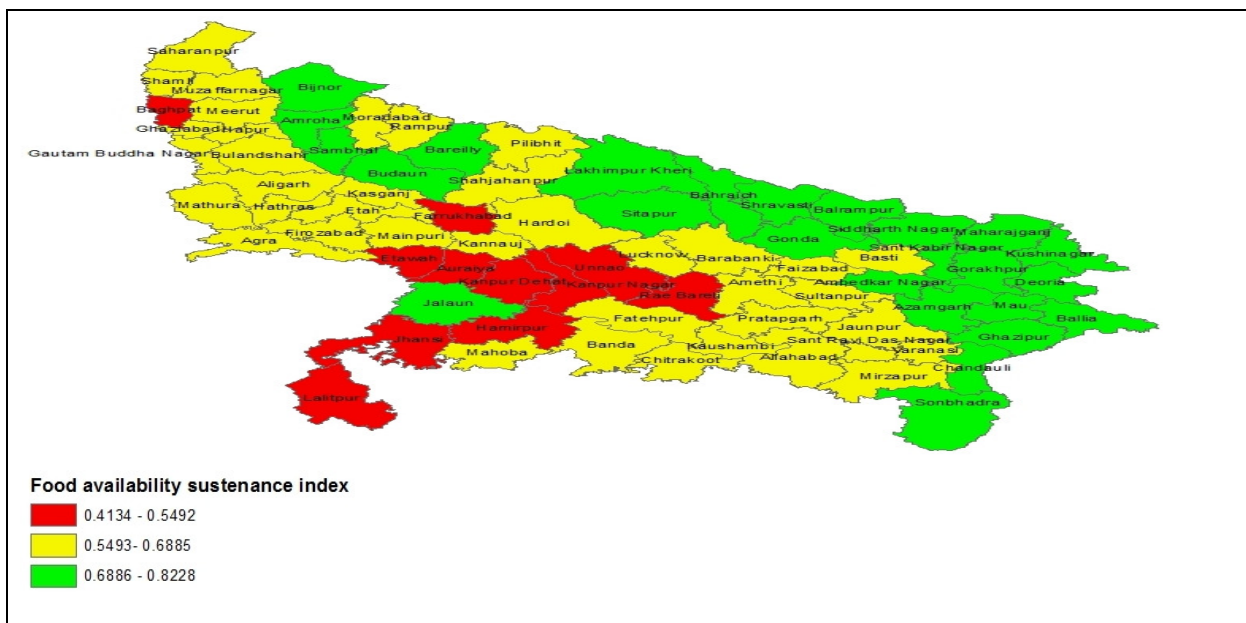 Saharanpur
Shamli
Muzaffarnagar
Bijnor
Baghpat
Meerut
Amroha
Moradabad
Rampur
Ghaziabad
Hapur
Sambhal
Bareilly
Pilibhit
Gautam Buddha Nagar
Bulandshahr
Budaun
Shahjahanpur
Lakhimpur Kheri
Aligarh
Kasganj
Bahraich
Shravasti
Balrampur
Mathura
Hathras
Etah
Farrukhabad
Hardoi
Sitapur
Siddharth Nagar
Maharajganj
Agra
Firozabad
Mainpuri
Kannauj
Gonda
Sant Kabir Nagar
Kushinagar
Etawah
Auraiya
Unnao
Lucknow
Barabanki
Faizabad
Basti
Gorakhpur
Deoria
Kanpur Dehat
Kanpur Nagar
Rae Bareli
Amethi
Sultanpur
Ambedkar Nagar
Jalaun
Azamgarh
Mau
Ballia
Fatehpur
Pratapgarh
Jaunpur
Ghazipur
Jhansi
Hamirpur
Banda
Kaushambi
Sant Ravi Das Nagar
Varanasi
Mahoba
Chitrakoot
Allahabad
Mirzapur
Chandauli
Lalitpur
Sonbhadra
Food availability sustenance index
0.4134 - 0.5492
0.5493- 0.6885
0.6886 - 0.8228